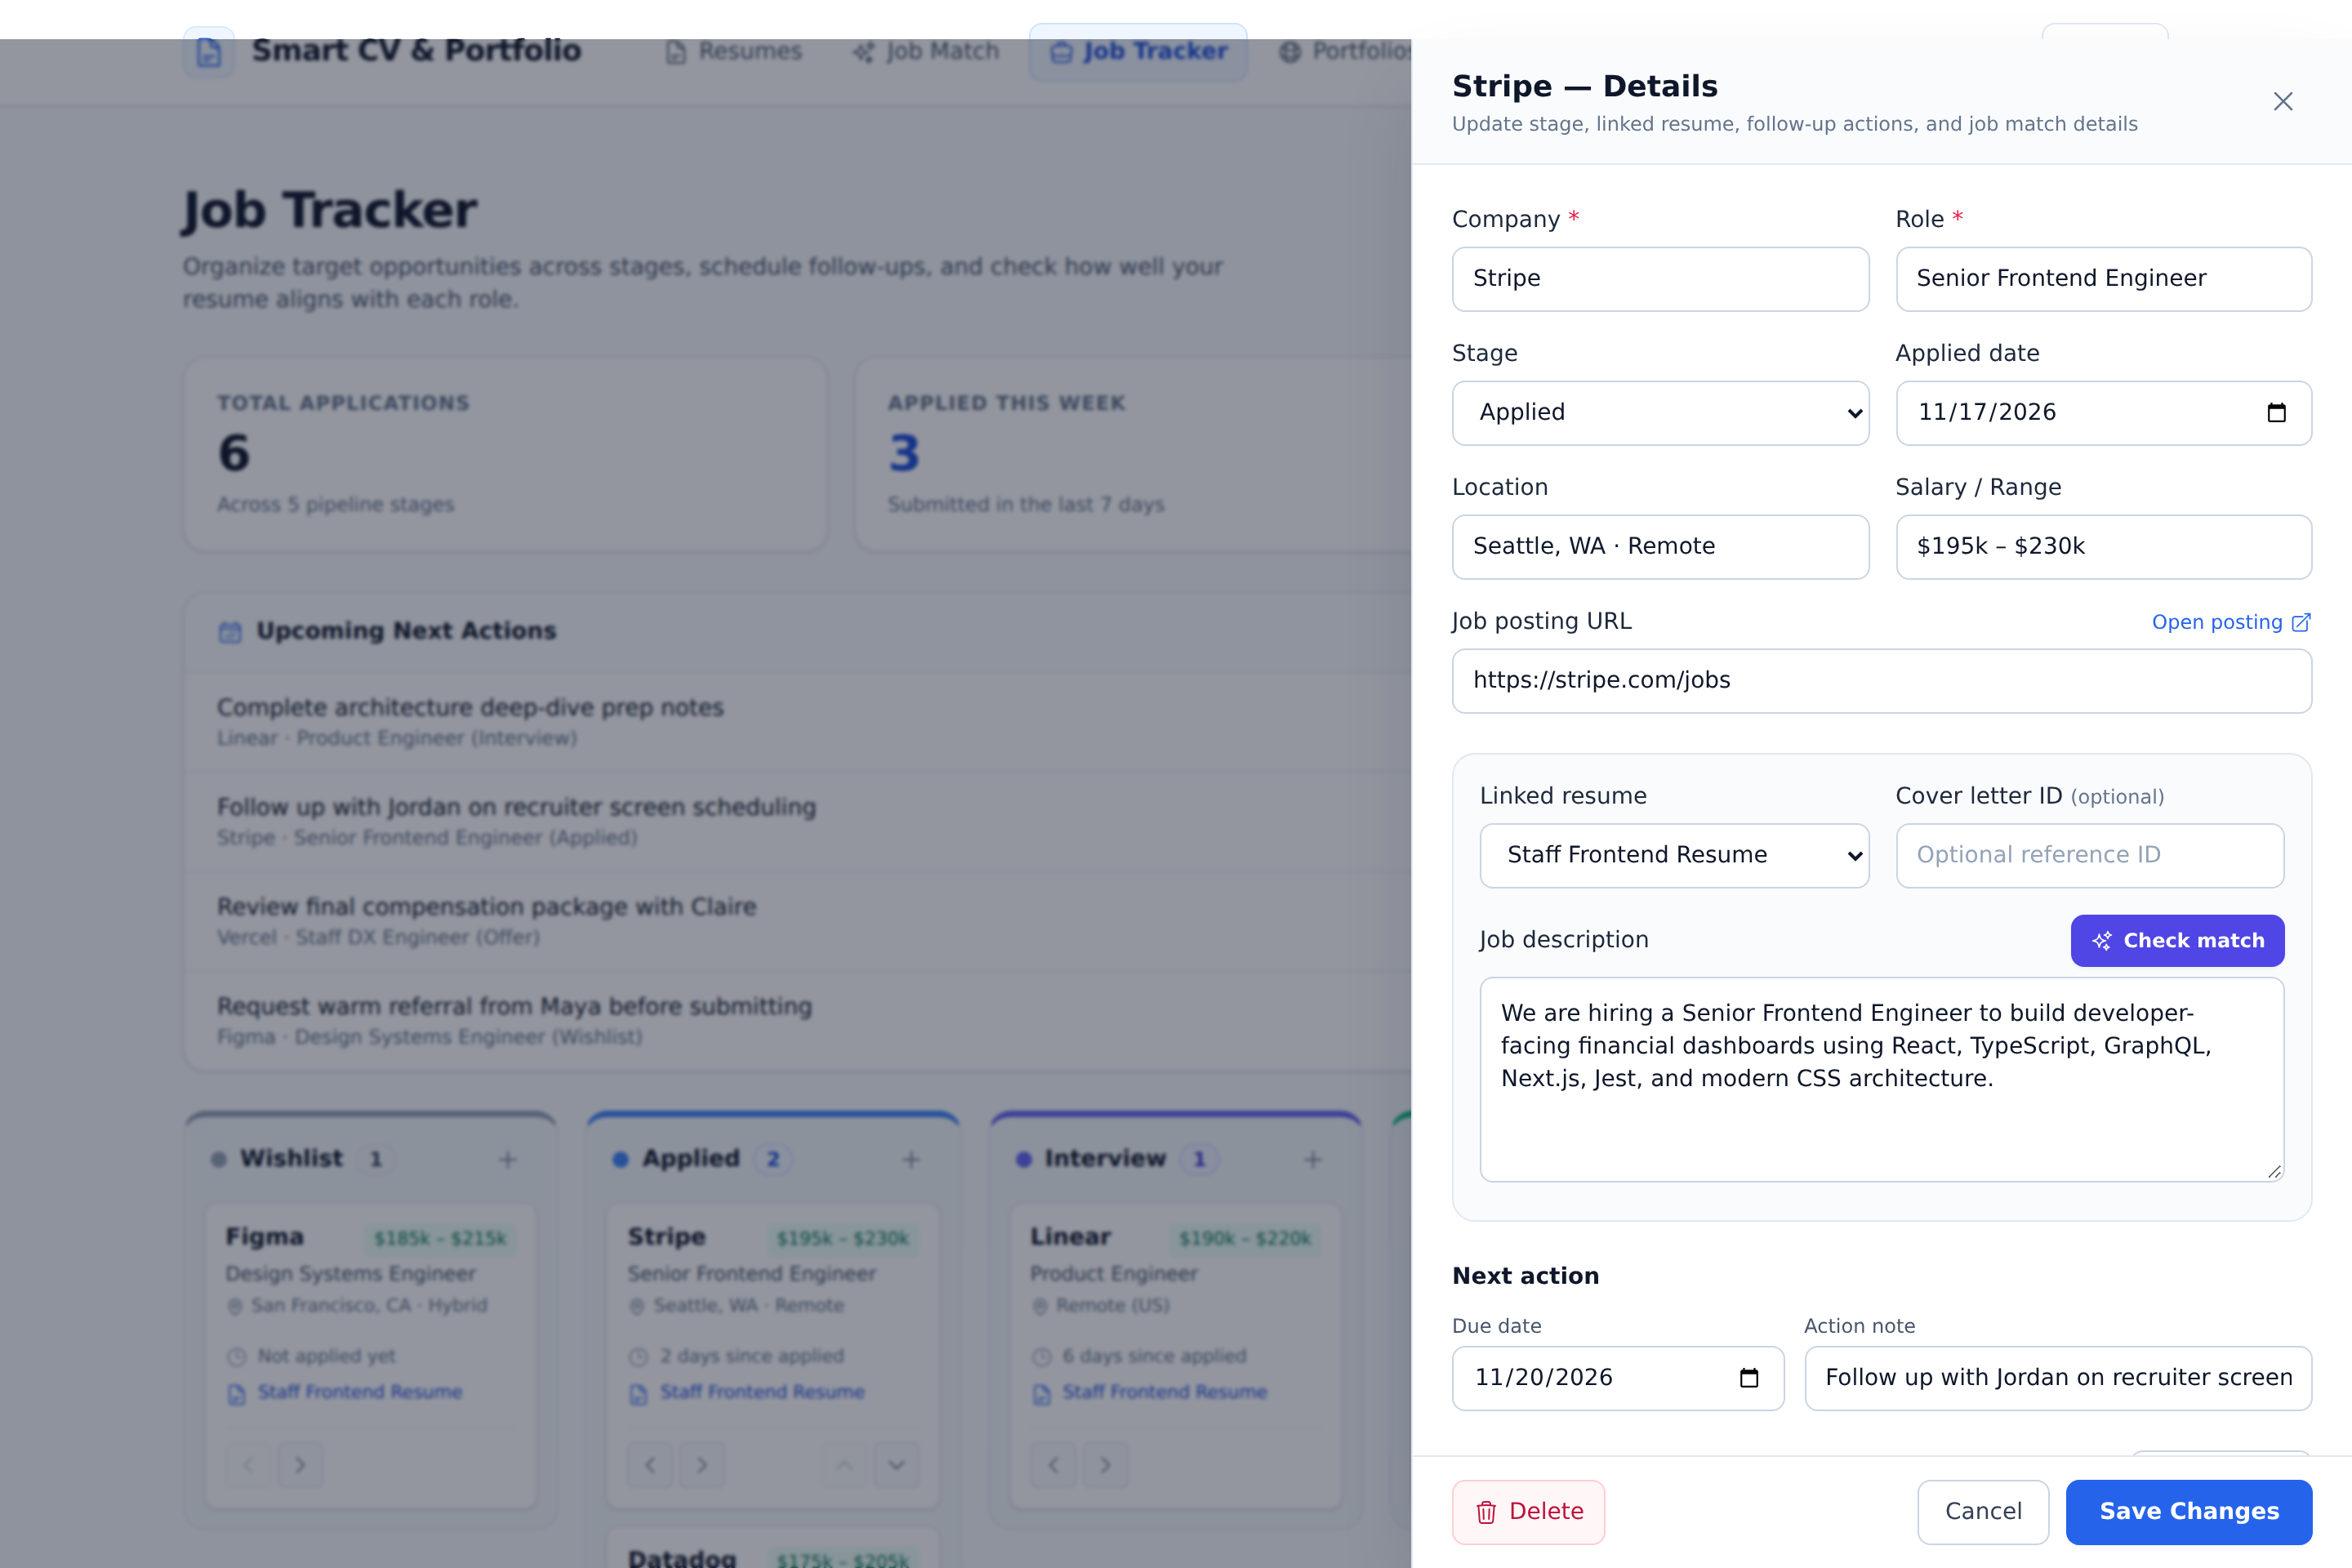 Smart CV & Portfolio
Resumes
Job Match
Job Tracker
Portfolios
Job Tracker
Organize target opportunities across stages, schedule follow-ups, and check how well your
resume aligns with each role.
TOTAL APPLICATIONS
6
Across 5 pipeline stages
APPLIED THIS WEEK
3
Submitted in the last 7 days
Upcoming Next Actions
Complete architecture deep-dive prep notes
Linear · Product Engineer (Interview)
Follow up with Jordan on recruiter screen scheduling
Stripe · Senior Frontend Engineer (Applied)
Review final compensation package with Claire
Vercel · Staff DX Engineer (Offer)
Request warm referral from Maya before submitting
Figma · Design Systems Engineer (Wishlist)
Wishlist 1
Figma $185k – $215k
Design Systems Engineer
San Francisco, CA · Hybrid
Not applied yet
Staff Frontend Resume
Applied 2
Stripe $195k – $230k
Senior Frontend Engineer
Seattle, WA · Remote
2 days since applied
Staff Frontend Resume
Datadog $175k – $205k
Interview 1
Linear $190k – $220k
Product Engineer
Remote (US)
6 days since applied
Staff Frontend Resume
Stripe — Details
Update stage, linked resume, follow-up actions, and job match details
Company *
Stripe
Role *
Senior Frontend Engineer
Stage
Applied
Applied date
11/17/2026
Location
Seattle, WA · Remote
Salary / Range
$195k – $230k
Job posting URL
Open posting
https://stripe.com/jobs
Linked resume
Staff Frontend Resume
Cover letter ID (optional)
Optional reference ID
Job description
Check match
We are hiring a Senior Frontend Engineer to build developer-
facing financial dashboards using React, TypeScript, GraphQL,
Next.js, Jest, and modern CSS architecture.
Next action
Due date
11/20/2026
Action note
Follow up with Jordan on recruiter screen
Delete
Cancel
Save Changes